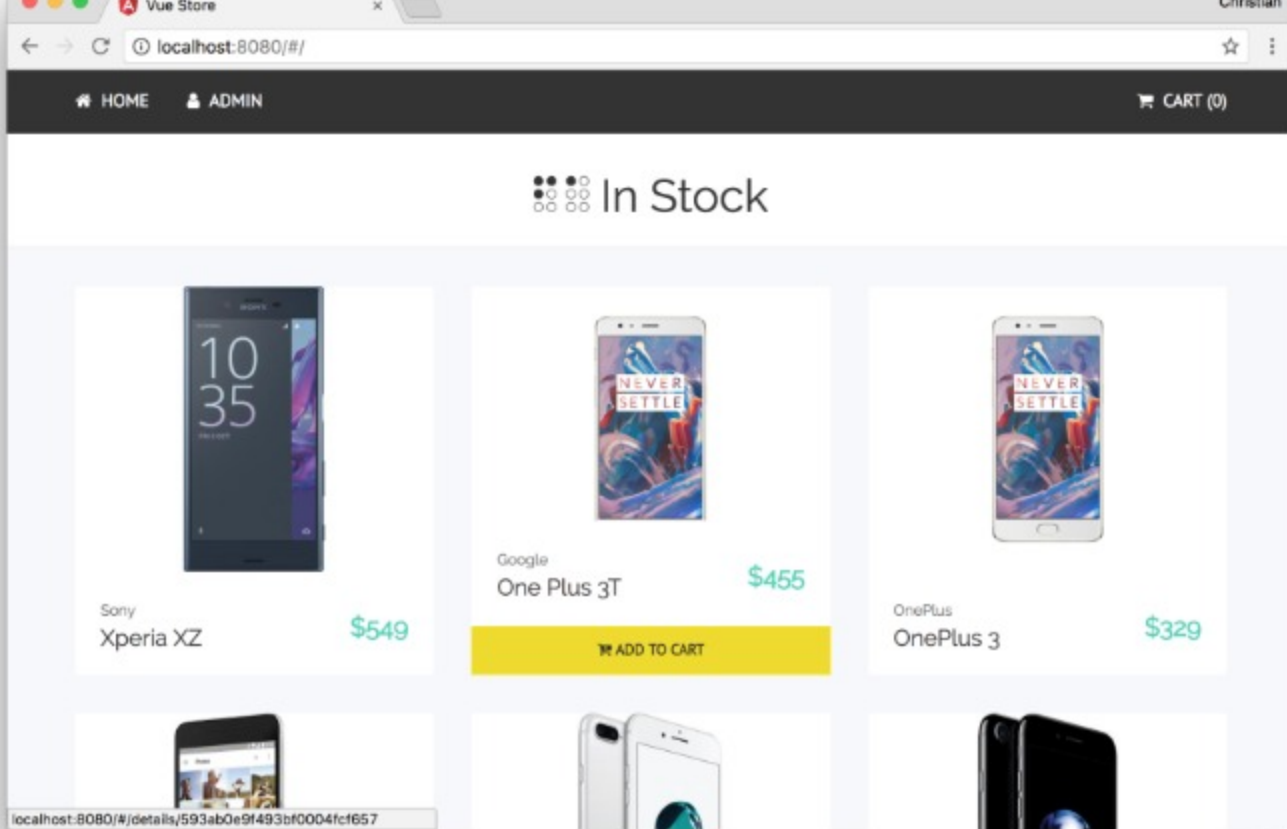 Vue Store
Christian
localhost:8080/#/
HOME ADMIN CART (0)
In Stock
SONY
10
35
NEVER
SETTLE
NEVER
SETTLE
Sony
Xperia XZ
$549
Google
One Plus 3T
$455
ADD TO CART
OnePlus
OnePlus 3
$329
localhost:8080/#/details/593ab0e9f493bf0004fcf657